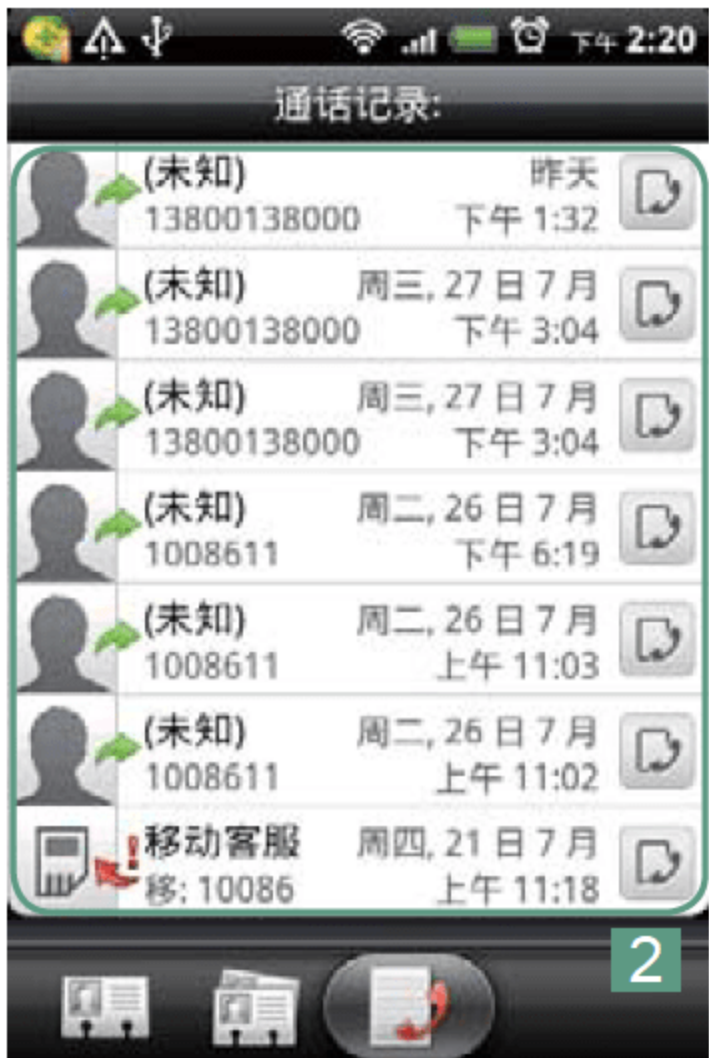 下午 2:20
通话记录:
(未知) 昨天
13800138000 下午 1:32
(未知) 周三, 27 日 7 月
13800138000 下午 3:04
(未知) 周三, 27 日 7 月
13800138000 下午 3:04
(未知) 周二, 26 日 7 月
1008611 下午 6:19
(未知) 周二, 26 日 7 月
1008611 上午 11:03
(未知) 周二, 26 日 7 月
1008611 上午 11:02
移动客服 周四, 21 日 7 月
移: 10086 上午 11:18
2